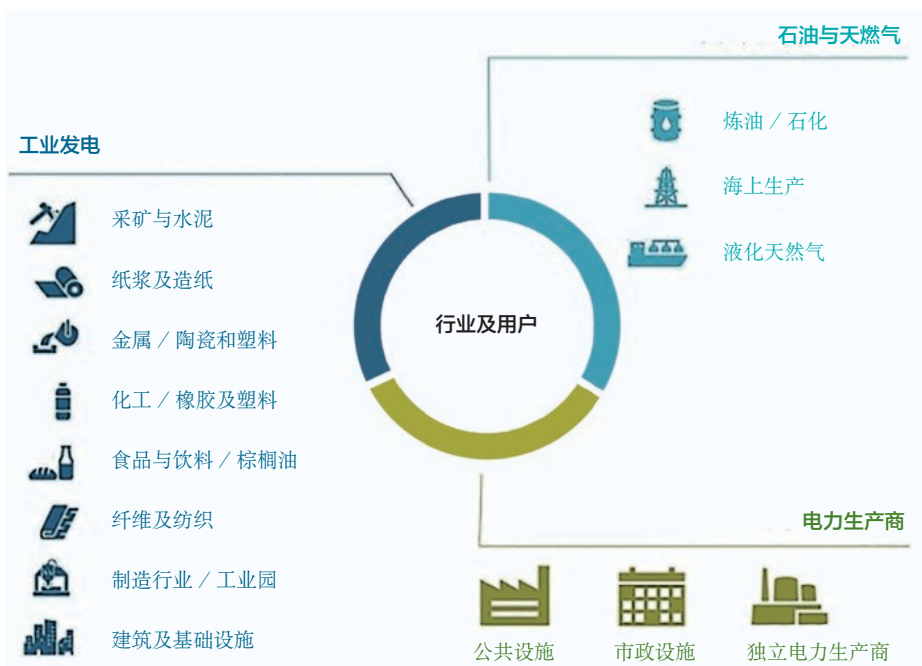 石油与天燃气
炼油 / 石化
海上生产
液化天然气
工业发电
采矿与水泥
纸浆及造纸
金属 / 陶瓷和塑料
化工 / 橡胶及塑料
食品与饮料 / 棕榈油
纤维及纺织
制造行业 / 工业园
建筑及基础设施
行业及用户
电力生产商
公共设施
市政设施
独立电力生产商